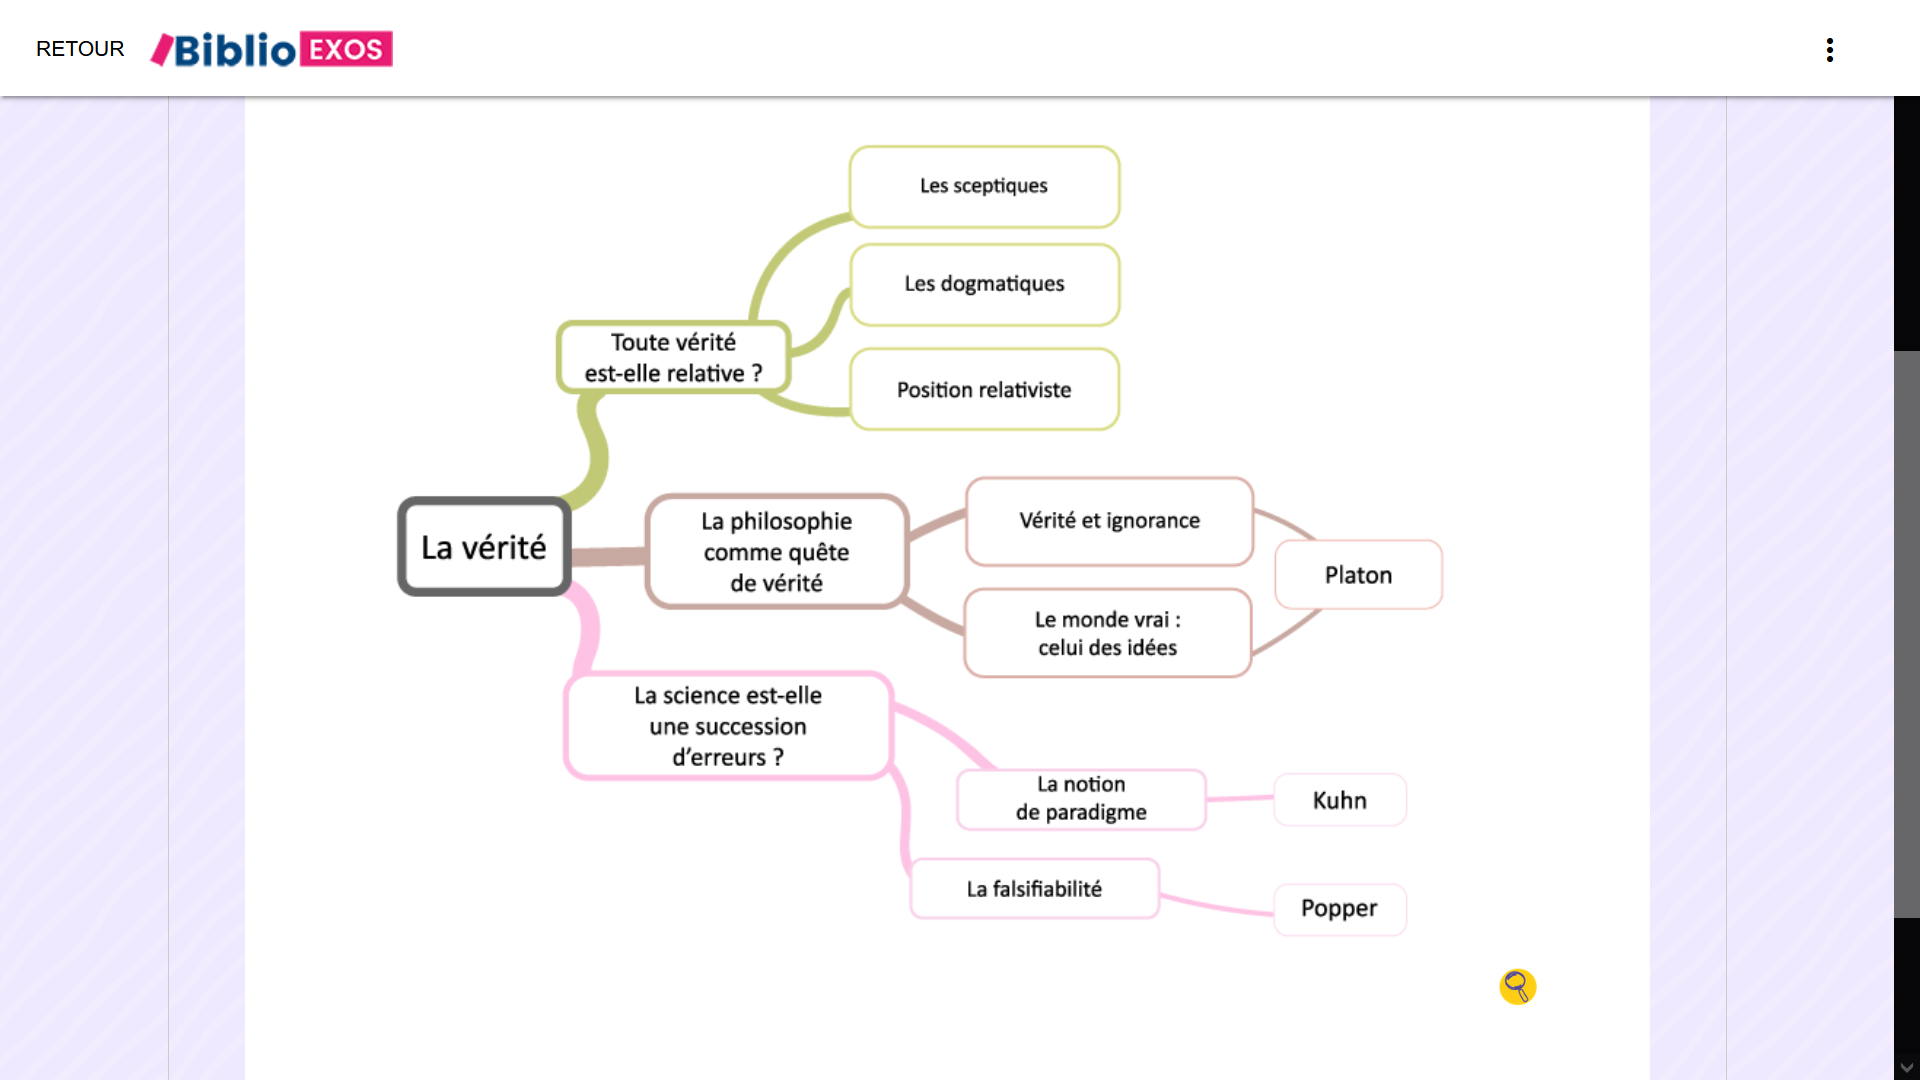 RETOUR
Biblio EXOS
Les sceptiques
Les dogmatiques
Toute vérité
est-elle relative ?
Position relativiste
La vérité
La philosophie
comme quête
de vérité
Vérité et ignorance
Le monde vrai :
celui des idées
Platon
La science est-elle
une succession
d’erreurs ?
La notion
de paradigme
Kuhn
La falsifiabilité
Popper